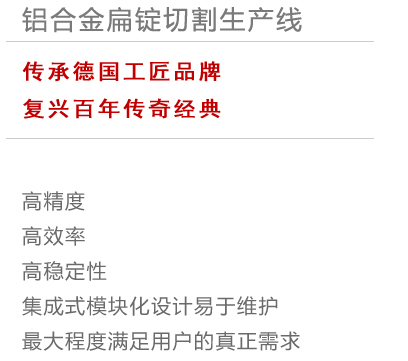 铝合金扁锭切割生产线
传承德国工匠品牌
复兴百年传奇经典
高精度
高效率
高稳定性
集成式模块化设计易于维护
最大程度满足用户的真正需求